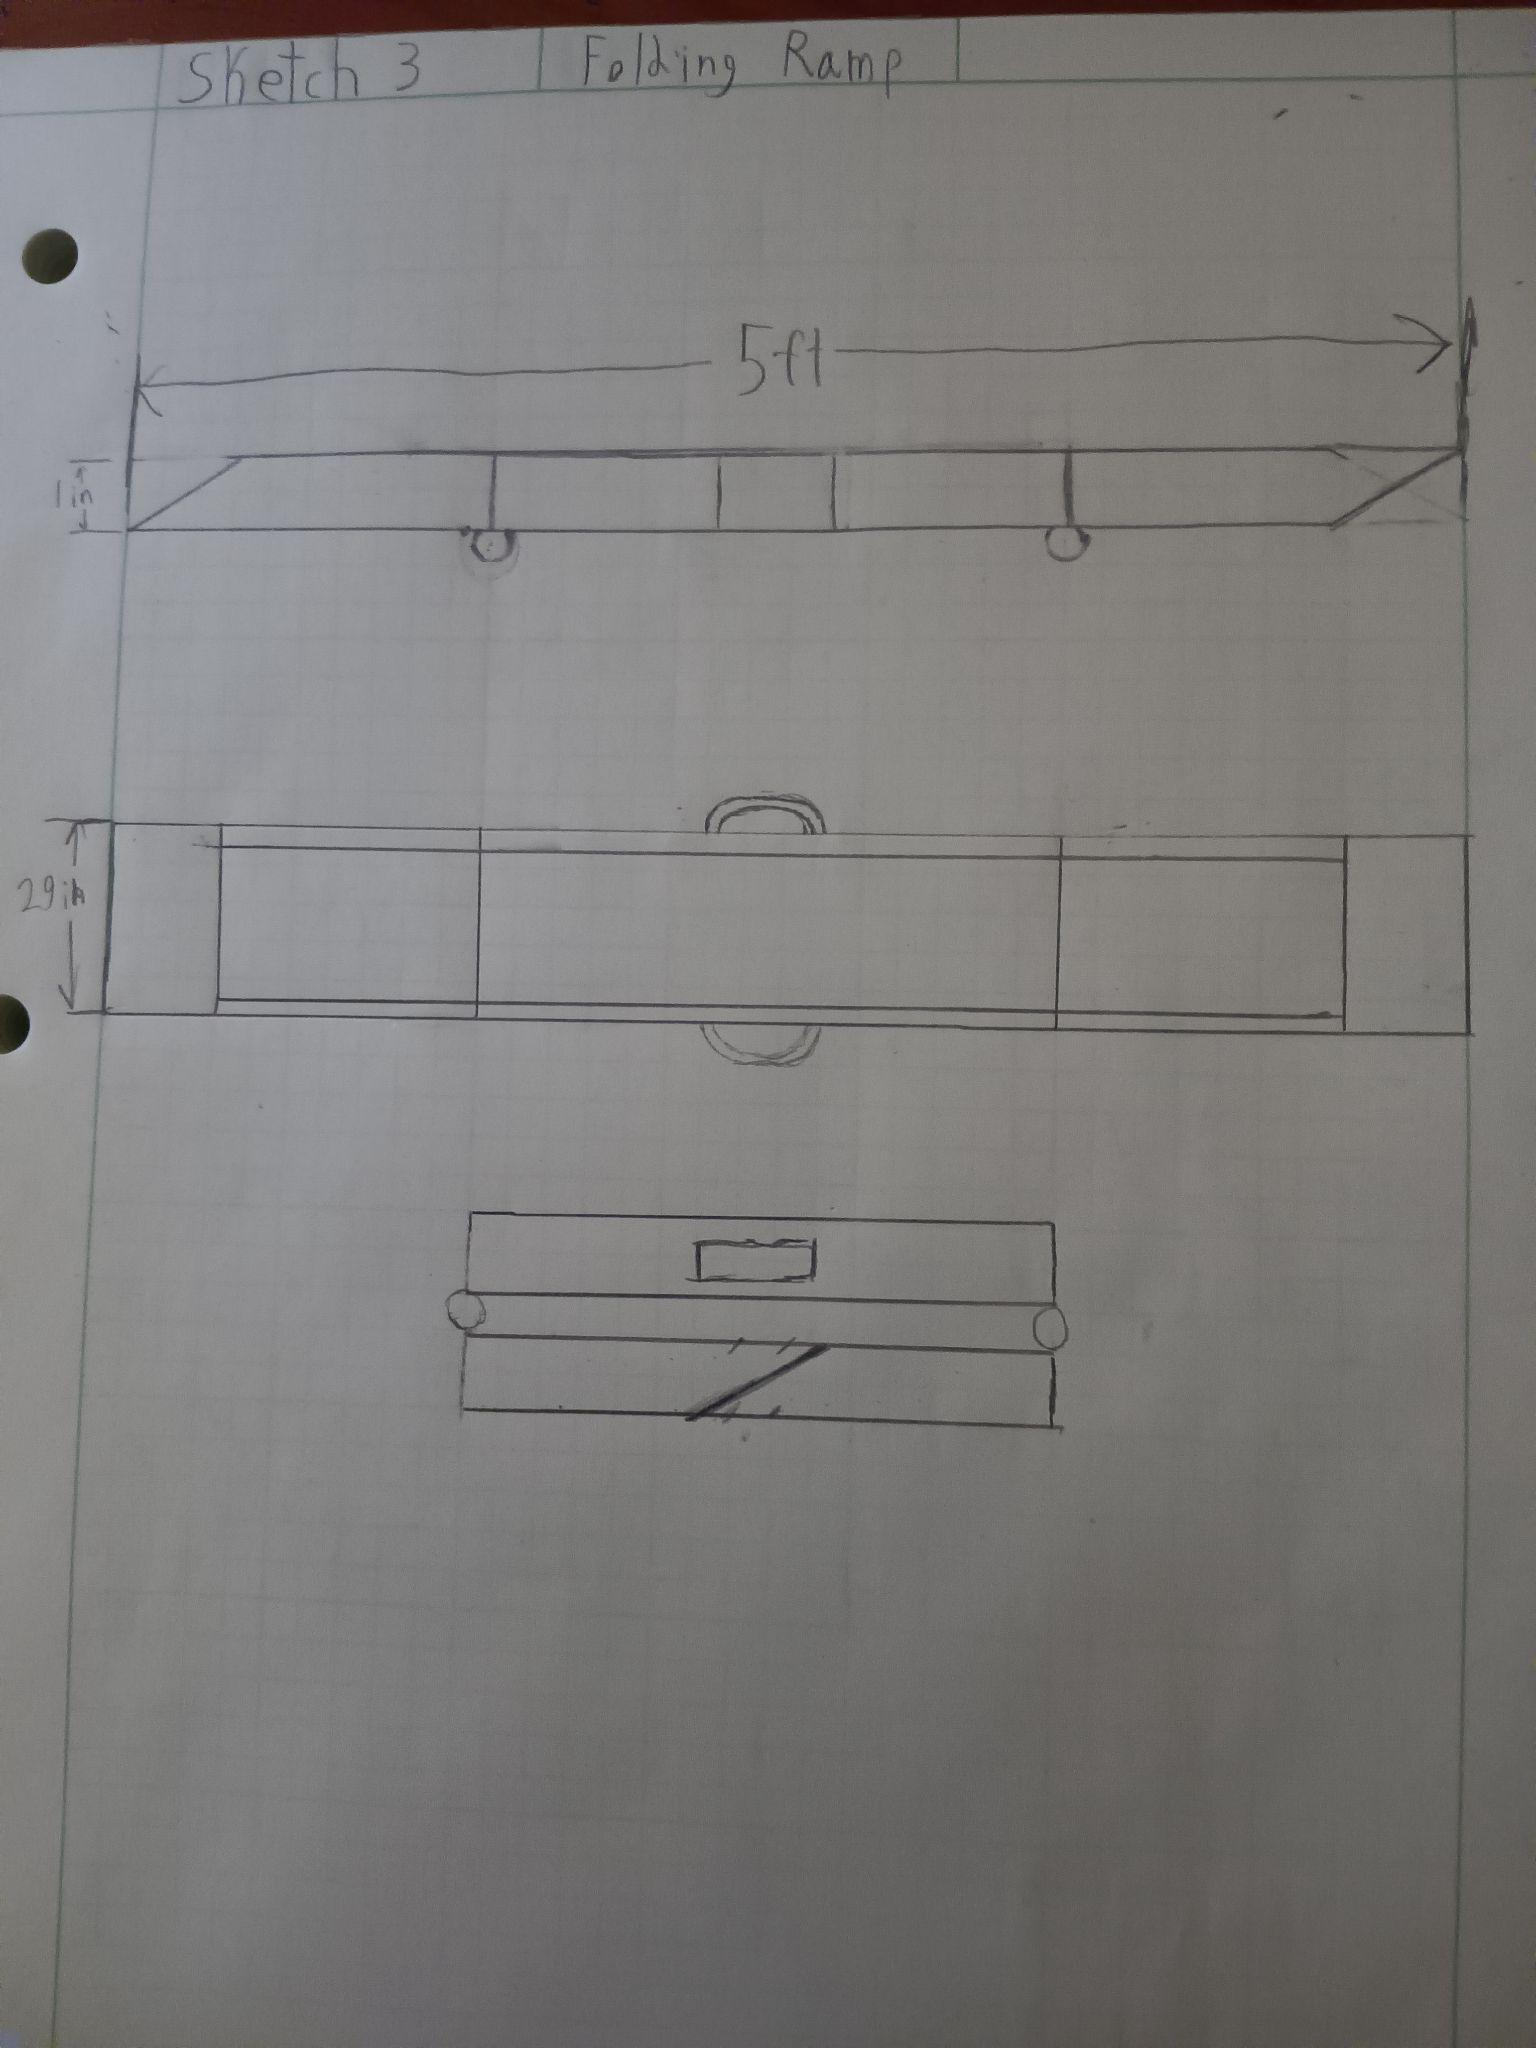 Sketch 3
Folding Ramp
5ft
1in
29in